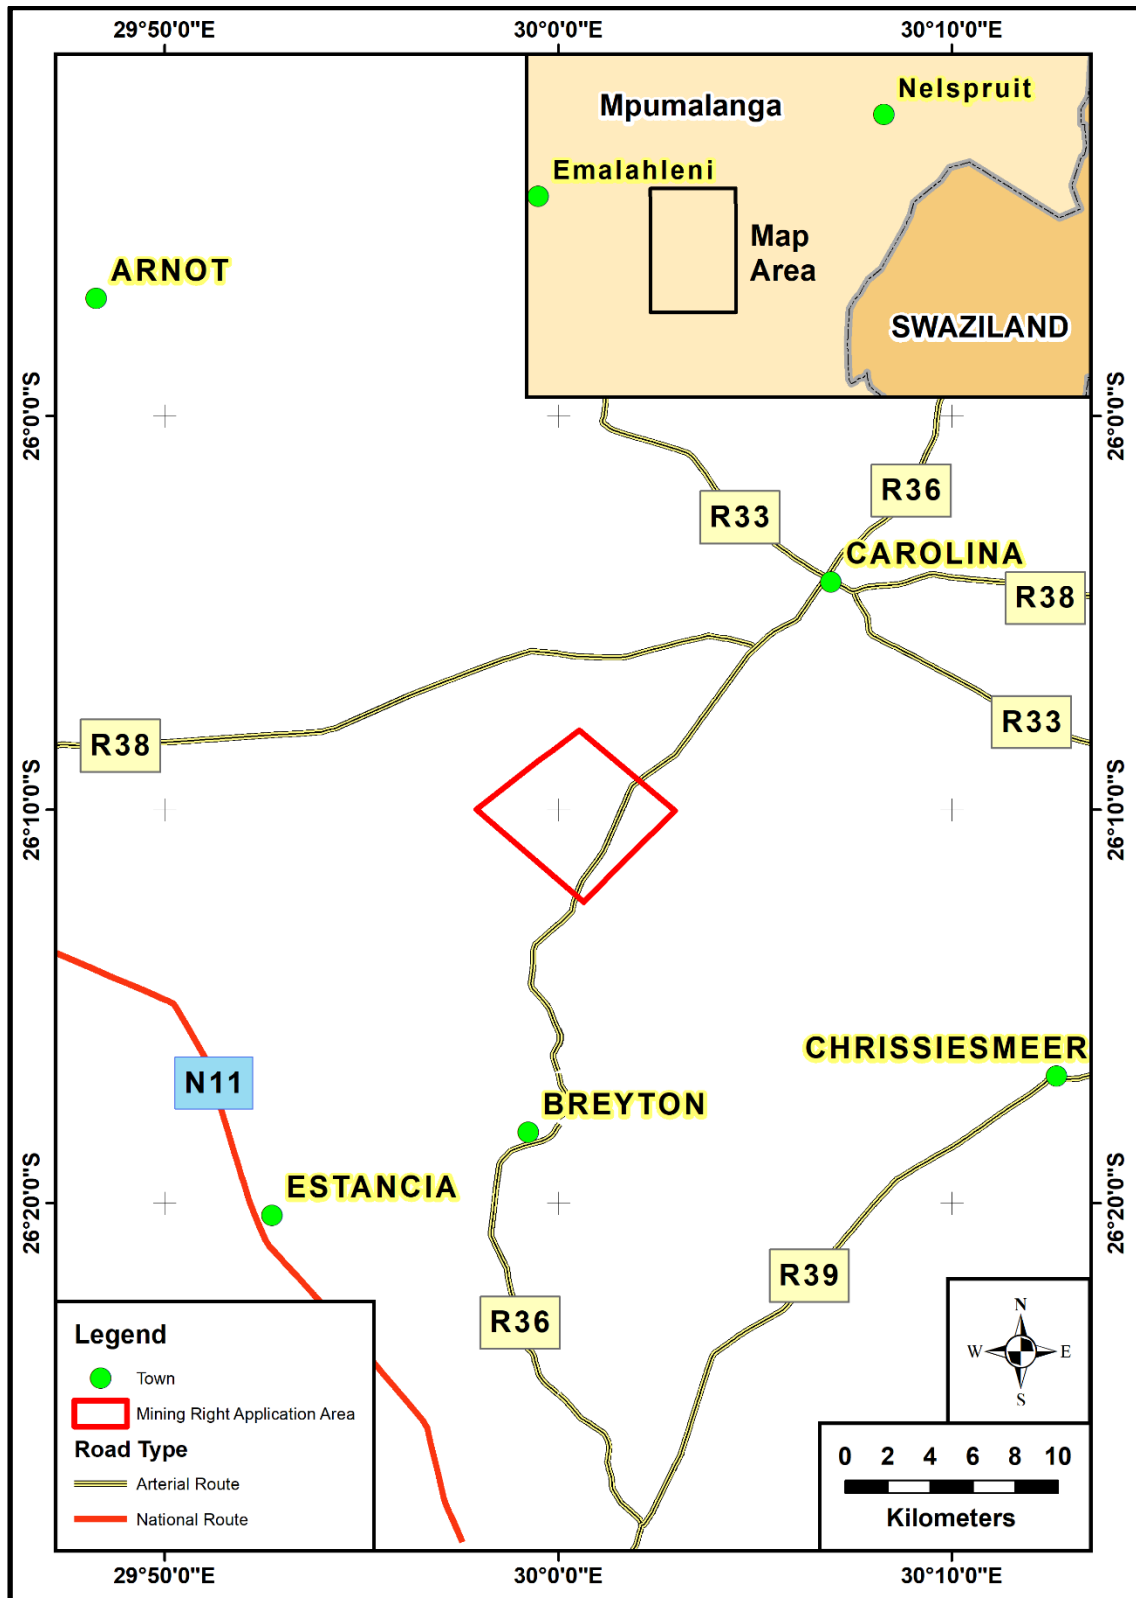 29°50'0"E
30°0'0"E
30°10'0"E
Nelspruit
Mpumalanga
Emalahleni
Map
Area
SWAZILAND
ARNOT
26°0'0"S
26°0'0"S
R36
R33
CAROLINA
R38
R33
R38
26°10'0"S
26°10'0"S
CHRISSIESMEER
N11
BREYTON
ESTANCIA
26°20'0"S
26°20'0"S
R39
R36
Legend
Town
Mining Right Application Area
Road Type
Arterial Route
National Route
N
W
E
S
0 2 4 6 8 10
Kilometers
29°50'0"E
30°0'0"E
30°10'0"E